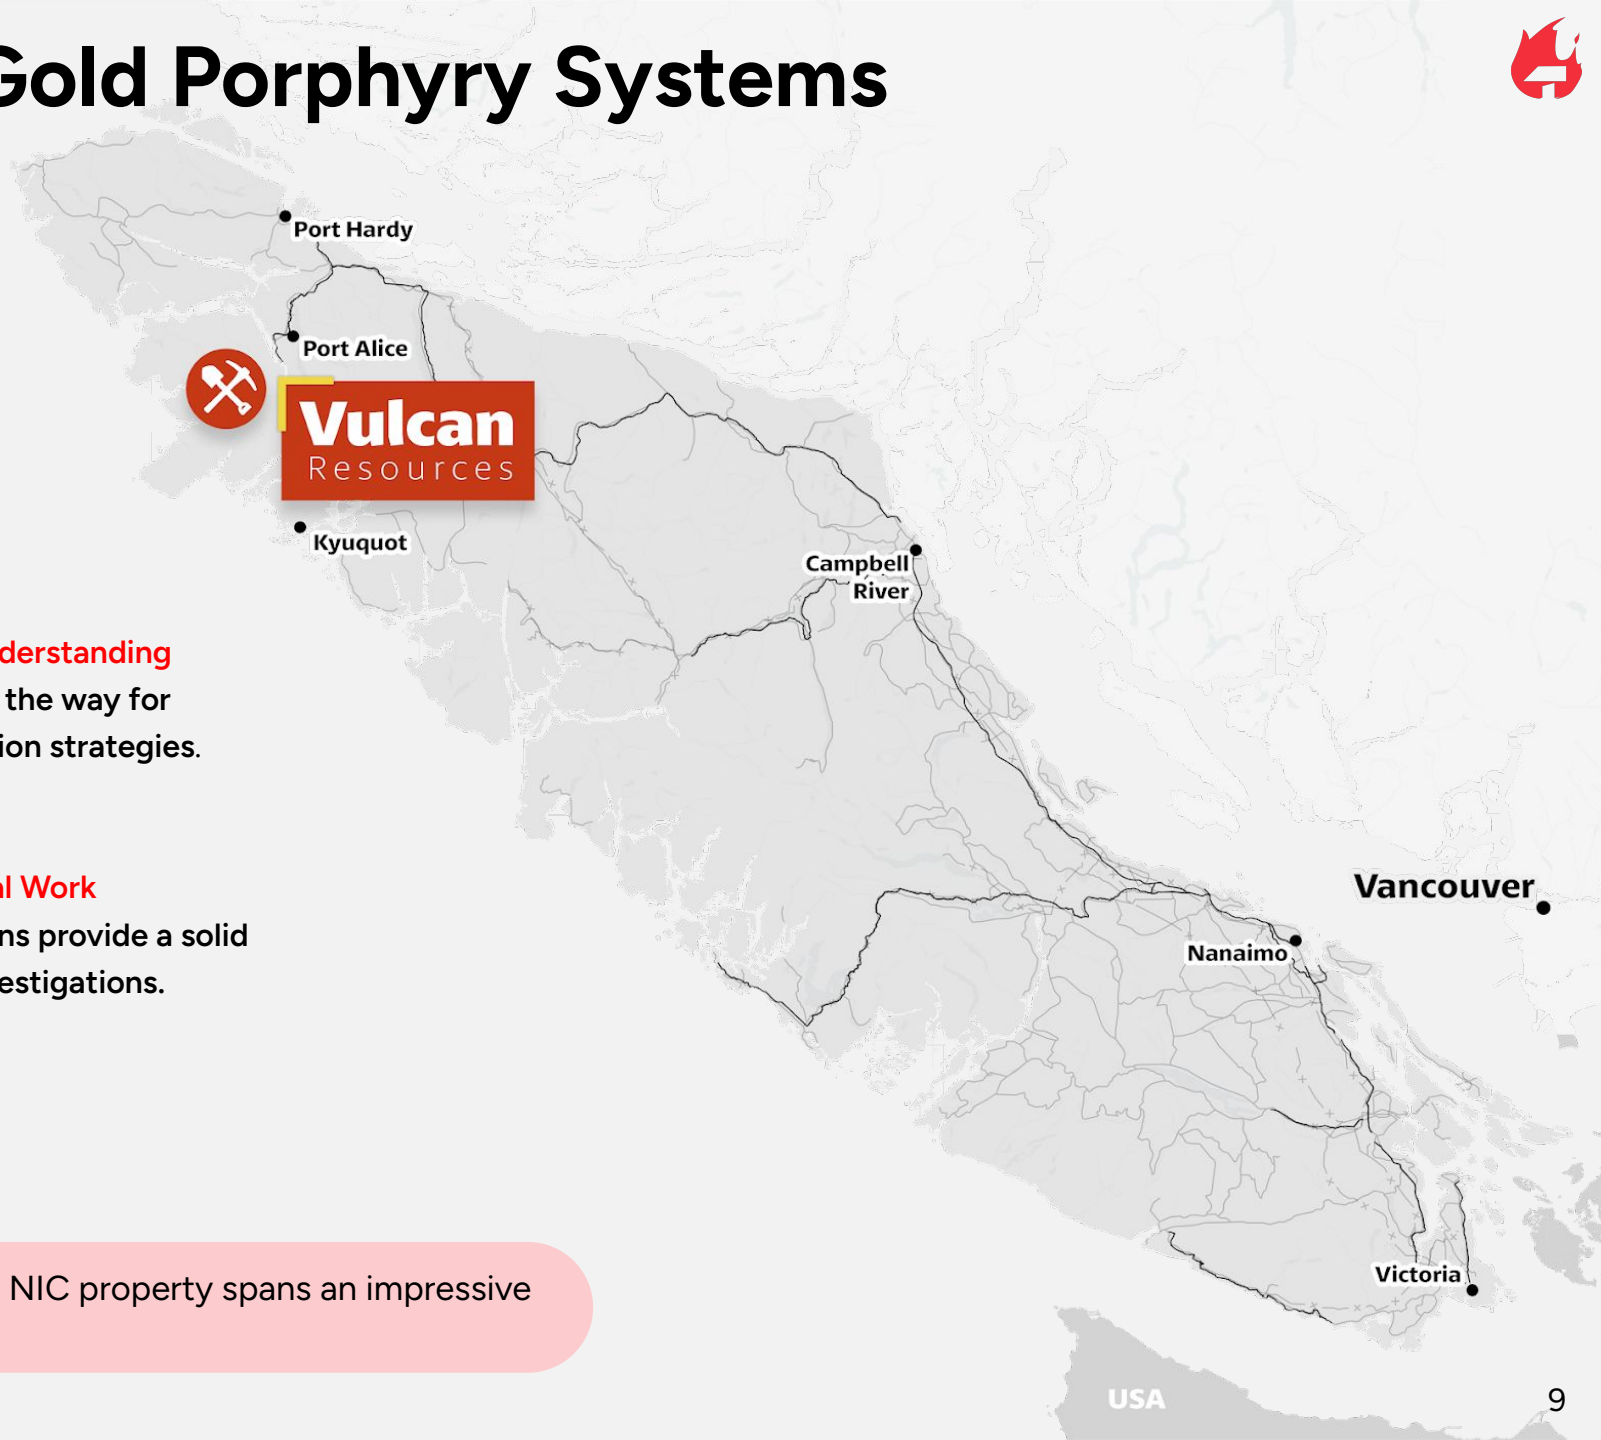 Gold Porphyry Systems
Port Hardy
Port Alice
Vulcan
Resources
Kyuquot
Campbell
River
derstanding
the way for
ion strategies.
l Work
ns provide a solid
estigations.
Vancouver
Nanaimo
NIC property spans an impressive
Victoria
USA
9